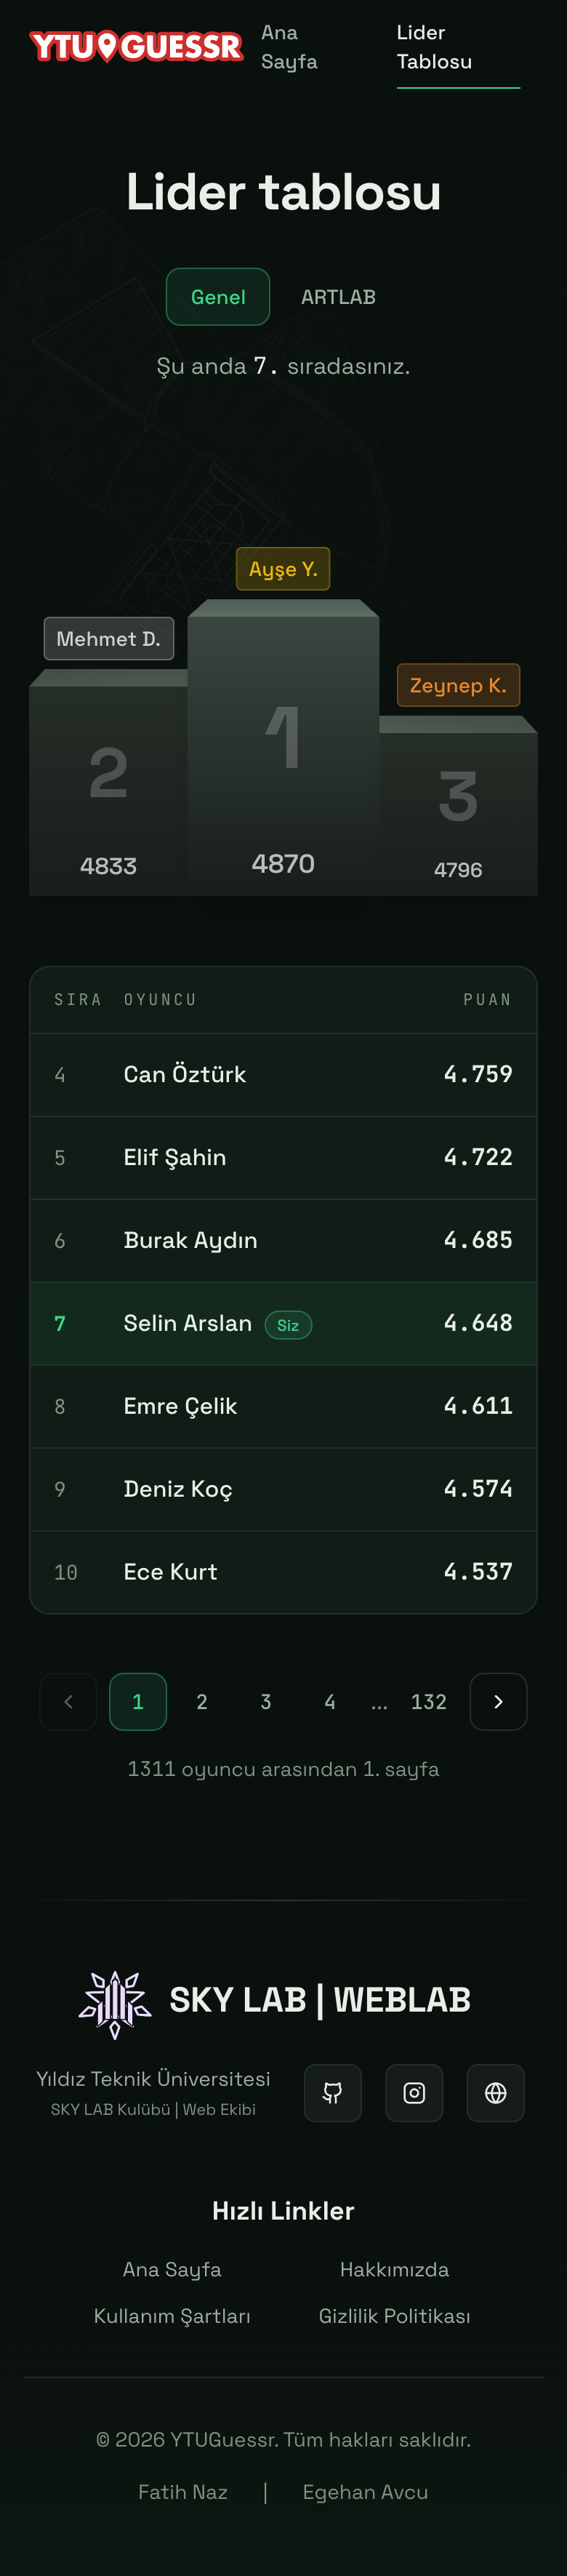 YTU GUESSR
Ana Sayfa
Lider Tablosu
Lider tablosu
Genel
ARTLAB
Şu anda 7. sıradasınız.
Ayşe Y.
Mehmet D.
Zeynep K.
1
2
3
4833
4870
4796
SIRA OYUNCU PUAN
4 Can Öztürk 4.759
5 Elif Şahin 4.722
6 Burak Aydın 4.685
7 Selin Arslan Siz 4.648
8 Emre Çelik 4.611
9 Deniz Koç 4.574
10 Ece Kurt 4.537
1 2 3 4 ... 132
1311 oyuncu arasından 1. sayfa
SKY LAB | WEBLAB
Yıldız Teknik Üniversitesi
SKY LAB Kulübü | Web Ekibi
Hızlı Linkler
Ana Sayfa Hakkımızda
Kullanım Şartları Gizlilik Politikası
© 2026 YTUGuessr. Tüm hakları saklıdır.
Fatih Naz | Egehan Avcu